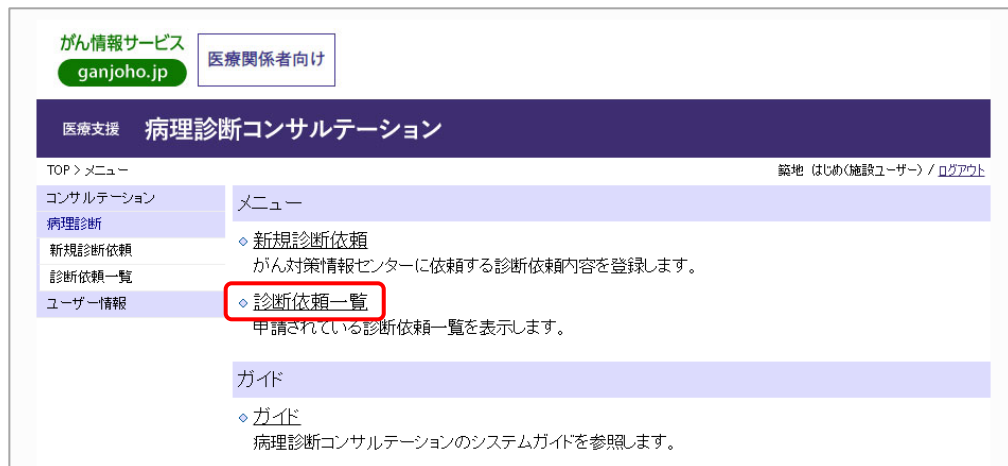 がん情報サービス
ganjoho.jp
医療関係者向け
医療支援 病理診断コンサルテーション
TOP > メニュー
築地 はじめ(施設ユーザー) / ログアウト
コンサルテーション
病理診断
新規診断依頼
診断依頼一覧
ユーザー情報
メニュー
新規診断依頼
がん対策情報センターに依頼する診断依頼内容を登録します。
診断依頼一覧
申請されている診断依頼一覧を表示します。
ガイド
ガイド
病理診断コンサルテーションのシステムガイドを参照します。